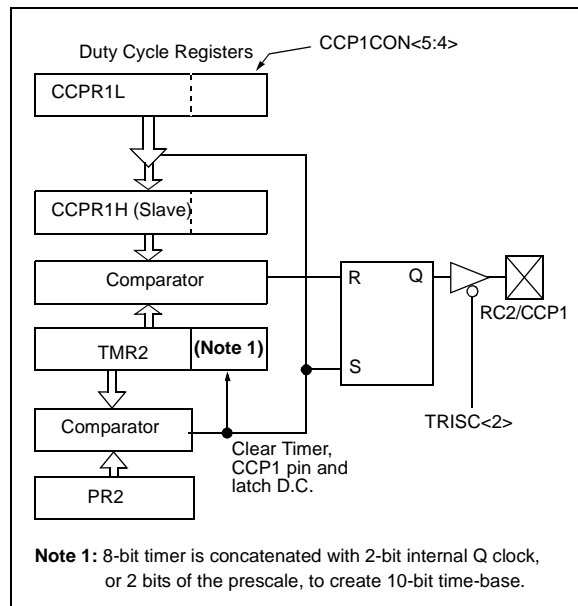 Duty Cycle Registers
CCP1CON<5:4>
CCPR1L
CCPR1H (Slave)
Comparator
R
Q
RC2/CCP1
TMR2
(Note 1)
S
Comparator
TRISC<2>
Clear Timer,
CCP1 pin and
latch D.C.
PR2
Note 1: 8-bit timer is concatenated with 2-bit internal Q clock,
or 2 bits of the prescale, to create 10-bit time-base.